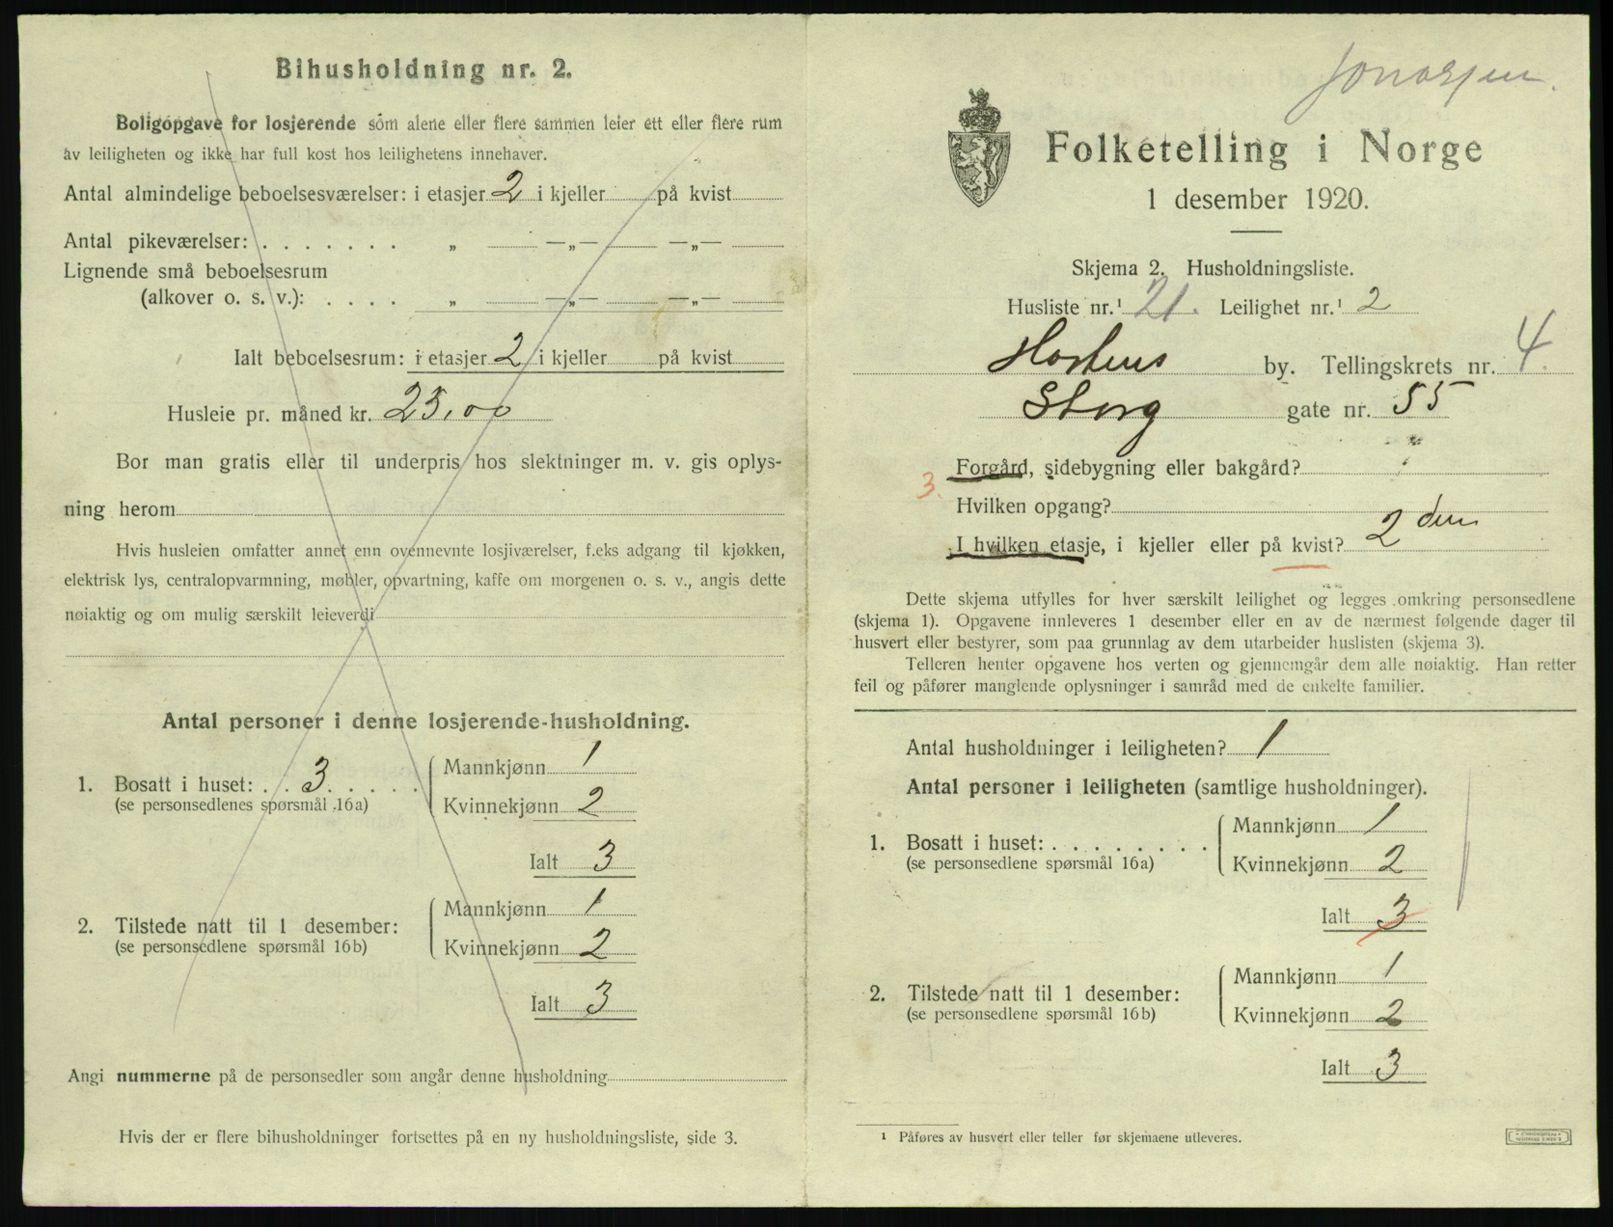 Bihusholdning nr. 2.
Boligopgave for losjerende som alene eller flere sammen leier ett eller flere rum
av leiligheten og ikke har full kost hos leilighetens innehaver.
Antal almindelige beboelsesværelser: i etasjer 2 i kjeller på kvist
Antal pikeværelser: . . . . . . . „ —„— —„—
Lignende små beboelsesrum
(alkover o. s. v.): . . . . „ —„— —„—
Ialt beboelsesrum: i etasjer 2 i kjeller på kvist
Husleie pr. måned kr. 25,00
Bor man gratis eller til underpris hos slektninger m. v. gis oplys-
ning herom
Hvis husleien omfatter annet enn ovennevnte losjiværelser, f.eks adgang til kjøkken,
elektrisk lys, centralopvarmning, møbler, opvartning, kaffe om morgenen o. s. v., angis dette
nøiaktig og om mulig særskilt leieverdi
Antal personer i denne losjerende-husholdning.
1. Bosatt i huset: . . 3 . . . . .
(se personsedlenes spørsmål 16a)
Mannkjønn 1
Kvinnekjønn 2
Ialt 3
2. Tilstede natt til 1 desember:
(se personsedlene spørsmål 16b)
Mannkjønn 1
Kvinnekjønn 2
Ialt 3
Angi nummerne på de personsedler som angår denne husholdning
Hvis der er flere bihusholdninger fortsettes på en ny husholdningsliste, side 3.
Jonassen.
Folketelling i Norge
1 desember 1920.
Skjema 2. Husholdningsliste.
Husliste nr.¹ 21. Leilighet nr.¹ 2
Hortens by. Tellingskrets nr. 4.
Storg gate nr. 55
Forgård, sidebygning eller bakgård?
3.
Hvilken opgang?
I hvilken etasje, i kjeller eller på kvist? 2 den
Dette skjema utfylles for hver særskilt leilighet og legges omkring personsedlene
(skjema 1). Opgavene innleveres 1 desember eller en av de nærmest følgende dager til
husvert eller bestyrer, som paa grunnlag av dem utarbeider huslisten (skjema 3).
Telleren henter opgavene hos verten og gjennemgår dem alle nøiaktig. Han retter
feil og påfører manglende oplysninger i samråd med de enkelte familier.
Antal husholdninger i leiligheten? 1
Antal personer i leiligheten (samtlige husholdninger).
1. Bosatt i huset: . . . . . . . .
(se personsedlene spørsmål 16a)
Mannkjønn 1
Kvinnekjønn 2
Ialt 3
2. Tilstede natt til 1 desember:
(se personsedlene spørsmål 16b)
Mannkjønn 1
Kvinnekjønn 2
Ialt 3
¹ Påføres av husvert eller teller før skjemaene utleveres.